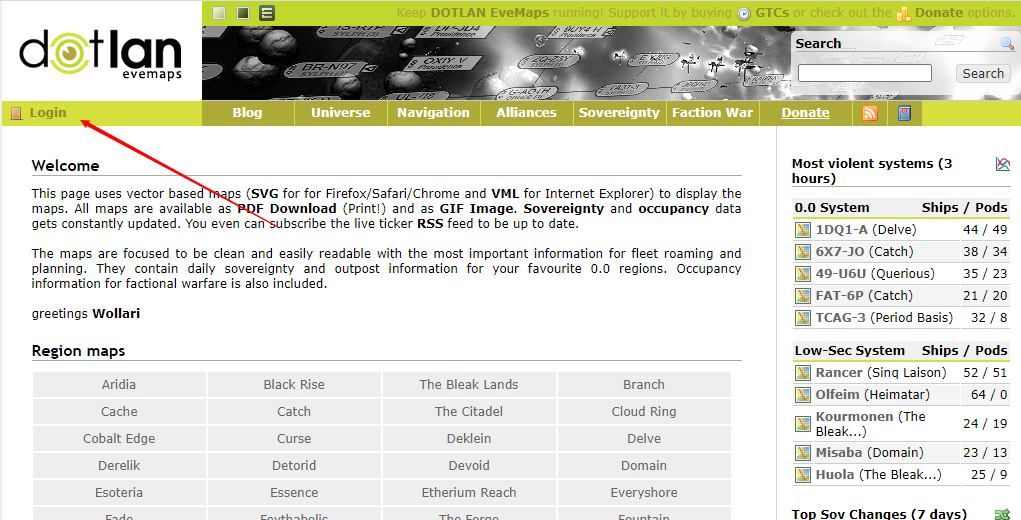 Keep DOTLAN EveMaps running! Support it by buying GTCs or check out the Donate options.
dotlan
evemaps
BR-N97
OXIY-V
Providence
ZQ-Z3Y
UL-7I8
Search
Search
Login
Blog
Universe
Navigation
Alliances
Sovereignty
Faction War
Donate
Welcome
This page uses vector based maps (SVG for for Firefox/Safari/Chrome and VML for Internet Explorer) to display the
maps. All maps are available as PDF Download (Print!) and as GIF Image. Sovereignty and occupancy data
gets constantly updated. You even can subscribe the live ticker RSS feed to be up to date.
The maps are focused to be clean and easily readable with the most important information for fleet roaming and
planning. They contain daily sovereignty and outpost information for your favourite 0.0 regions. Occupancy
information for factional warfare is also included.
greetings Wollari
Region maps
Aridia Black Rise The Bleak Lands Branch
Cache Catch The Citadel Cloud Ring
Cobalt Edge Curse Deklein Delve
Derelik Detorid Devoid Domain
Esoteria Essence Etherium Reach Everyshore
Fade Feythabolis The Forge Fountain
Most violent systems (3
hours)
0.0 System Ships / Pods
1DQ1-A (Delve) 44 / 49
6X7-JO (Catch) 38 / 34
49-U6U (Querious) 35 / 23
FAT-6P (Catch) 21 / 20
TCAG-3 (Period Basis) 32 / 8
Low-Sec System Ships / Pods
Rancer (Sinq Laison) 52 / 51
Olfeim (Heimatar) 64 / 0
Kourmonen (The
Bleak...) 24 / 19
Misaba (Domain) 23 / 13
Huola (The Bleak...) 25 / 9
Top Sov Changes (7 days)